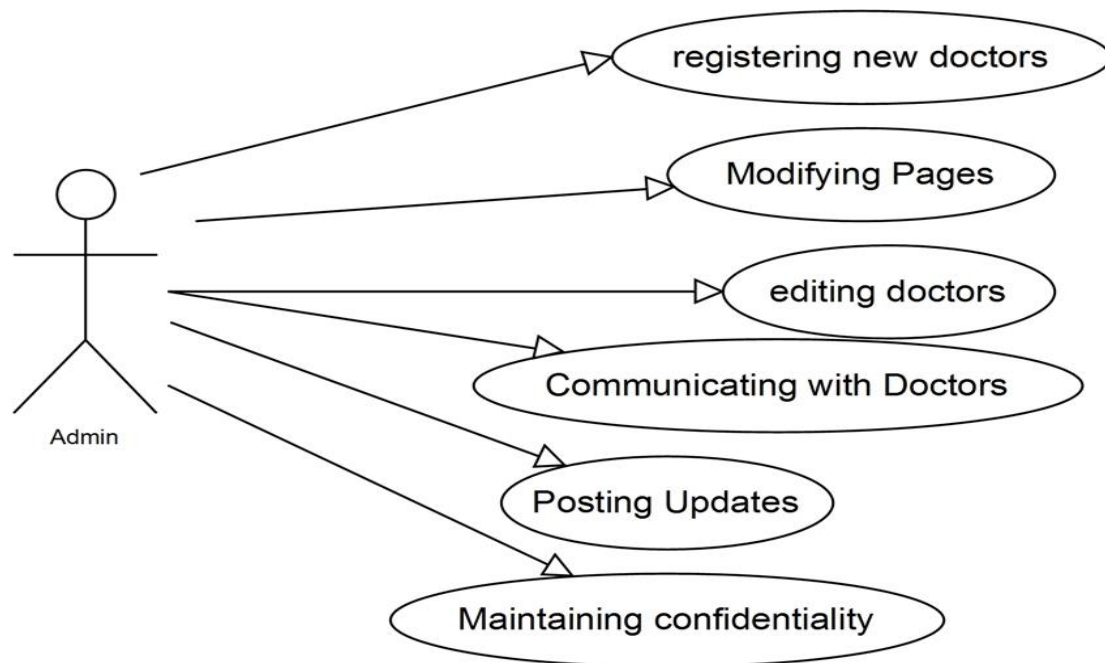 registering new doctors
Modifying Pages
editing doctors
Communicating with Doctors
Admin
Posting Updates
Maintaining confidentiality